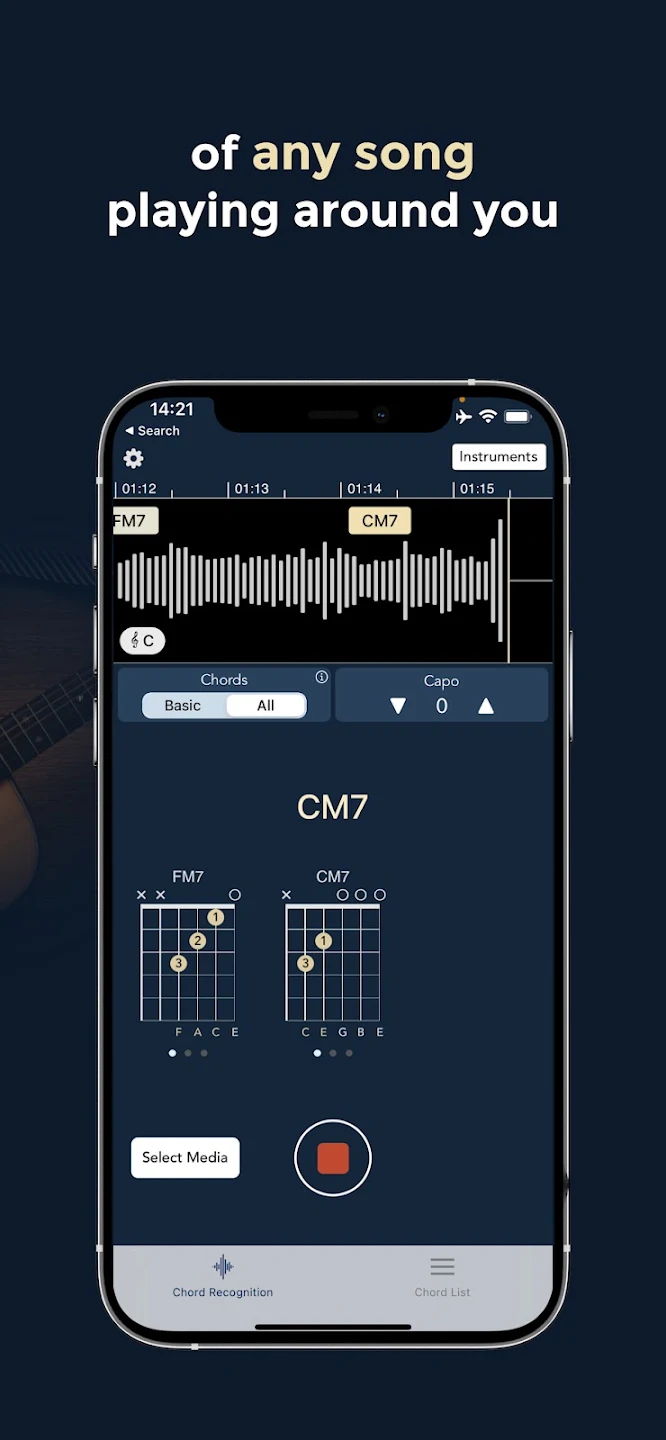 of any song
playing around you
14:21
◀ Search
Instruments
01:12 01:13 01:14 01:15
FM7 CM7
C
Chords
Basic All
Capo
0
CM7
FM7 CM7
× × ○ × ○ ○ ○
1
2 1
3 3
F A C E C E G B E
Select Media
Chord Recognition Chord List